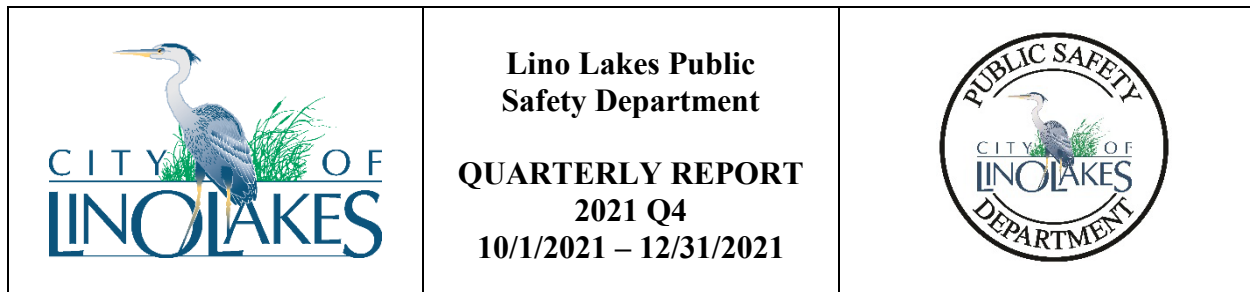 CITY OF
LINO LAKES
Lino Lakes Public
Safety Department
QUARTERLY REPORT
2021 Q4
10/1/2021 – 12/31/2021
PUBLIC SAFETY
CITY OF
LINO LAKES
DEPARTMENT